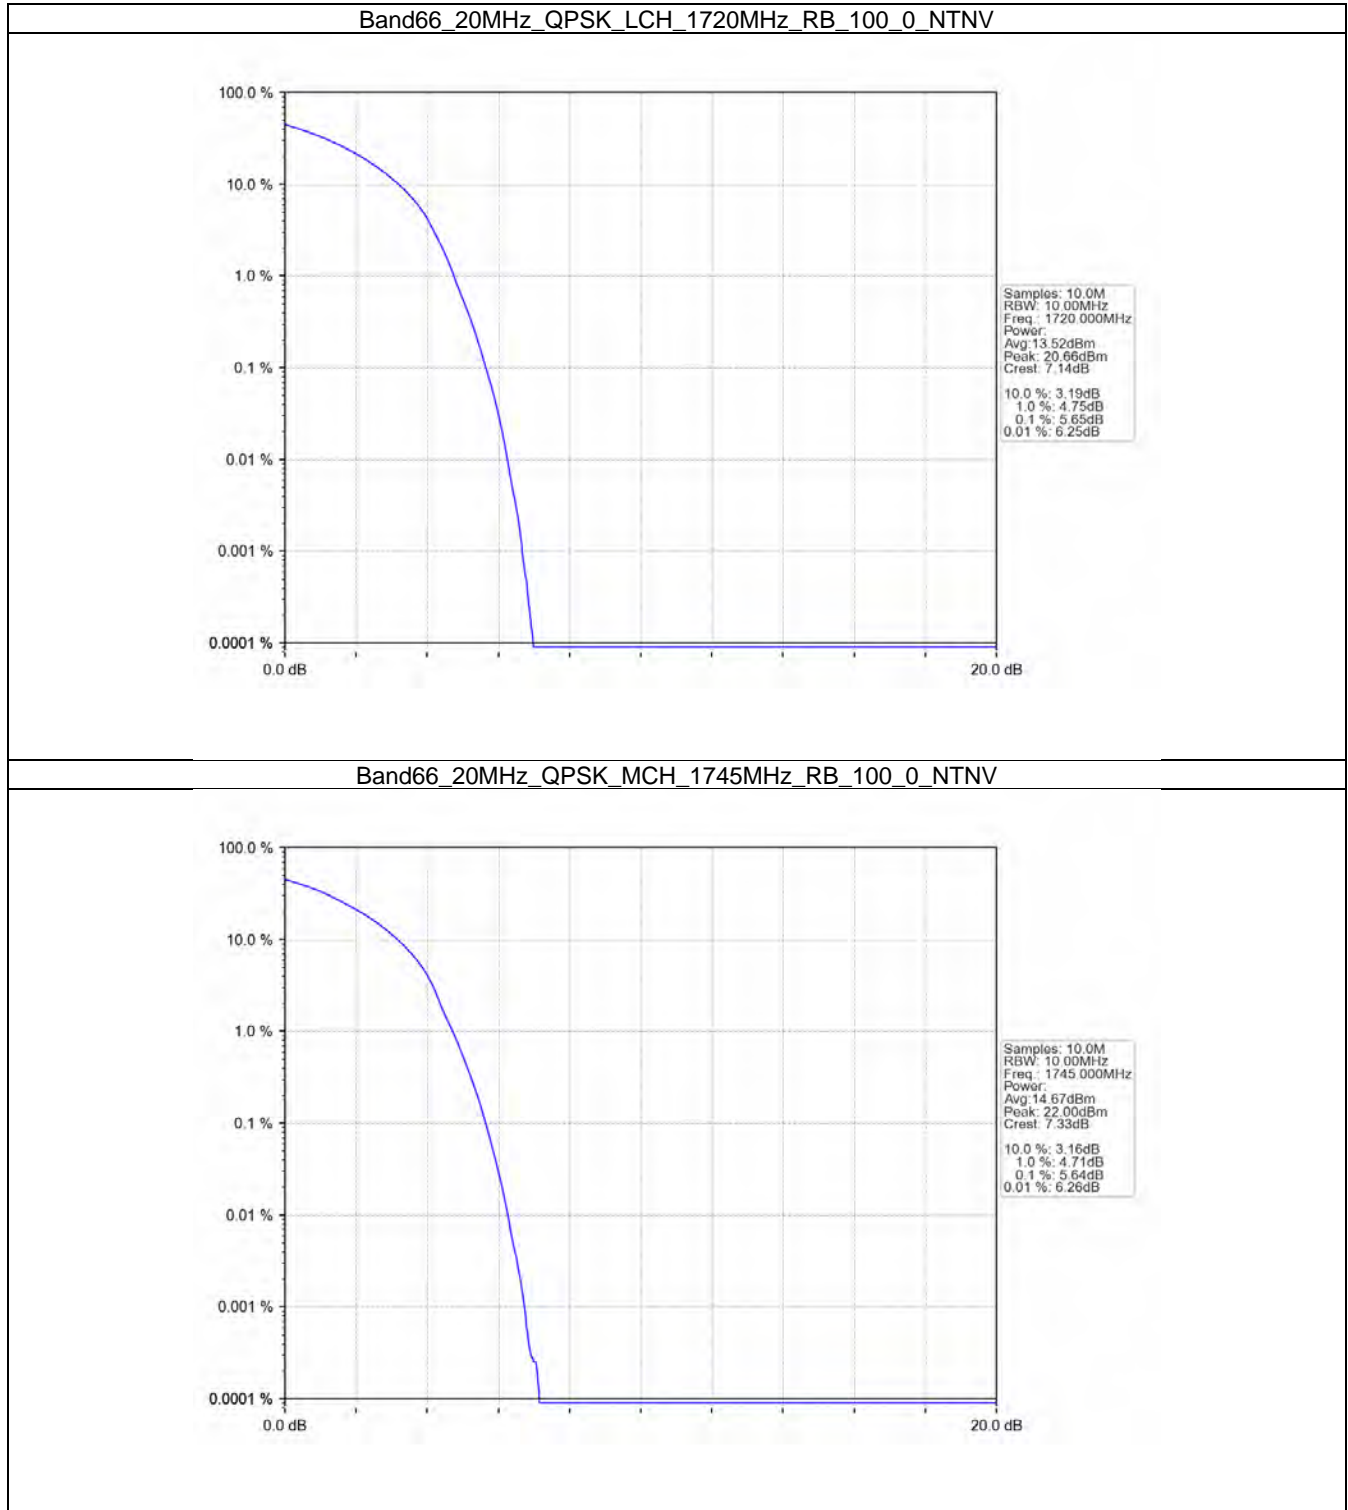 Band66_20MHz_QPSK_LCH_1720MHz_RB_100_0_NTNV
100.0 %
10.0 %
1.0 %
0.1 %
0.01 %
0.001 %
0.0001 %
0.0 dB
20.0 dB
Samples: 10.0M
RBW: 10.00MHz
Freq.: 1720.000MHz
Power:
Avg:13.52dBm
Peak: 20.66dBm
Crest: 7.14dB
10.0 %: 3.19dB
1.0 %: 4.75dB
0.1 %: 5.65dB
0.01 %: 6.25dB
Band66_20MHz_QPSK_MCH_1745MHz_RB_100_0_NTNV
100.0 %
10.0 %
1.0 %
0.1 %
0.01 %
0.001 %
0.0001 %
0.0 dB
20.0 dB
Samples: 10.0M
RBW: 10.00MHz
Freq.: 1745.000MHz
Power:
Avg:14.67dBm
Peak: 22.00dBm
Crest: 7.33dB
10.0 %: 3.16dB
1.0 %: 4.71dB
0.1 %: 5.64dB
0.01 %: 6.26dB